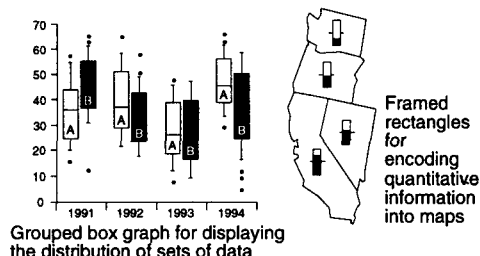 70
60
50
40
30
20
10
0
A
B
A
B
A
B
A
B
1991
1992
1993
1994
Grouped box graph for displaying
the distribution of sets of data
Framed
rectangles
for
encoding
quantitative
information
into maps